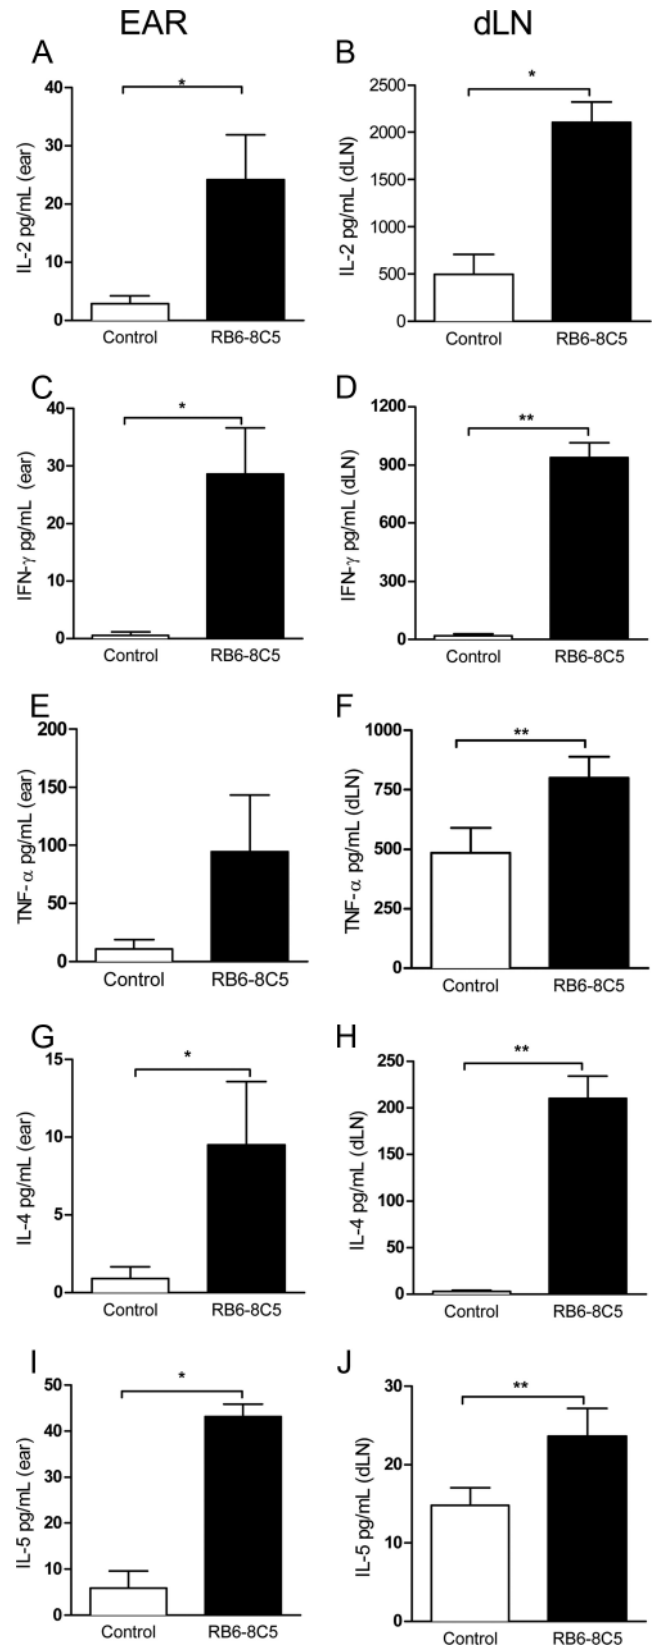 EAR dLN
A B
*
IL-2 pg/mL (ear)
40
30
20
10
0
Control RB6-8C5
*
IL-2 pg/mL (dLN)
2500
2000
1500
1000
500
0
Control RB6-8C5
C D
*
IFN-γ pg/mL (ear)
40
30
20
10
0
Control RB6-8C5
**
IFN-γ pg/mL (dLN)
1200
900
600
300
0
Control RB6-8C5
E F
TNF-α pg/mL (ear)
200
150
100
50
0
Control RB6-8C5
**
TNF-α pg/mL (dLN)
1000
750
500
250
0
Control RB6-8C5
G H
*
IL-4 pg/mL (ear)
15
10
5
0
Control RB6-8C5
**
IL-4 pg/mL (dLN)
250
200
150
100
50
0
Control RB6-8C5
I J
*
IL-5 pg/mL (ear)
50
40
30
20
10
0
Control RB6-8C5
**
IL-5 pg/mL (dLN)
30
20
10
0
Control RB6-8C5